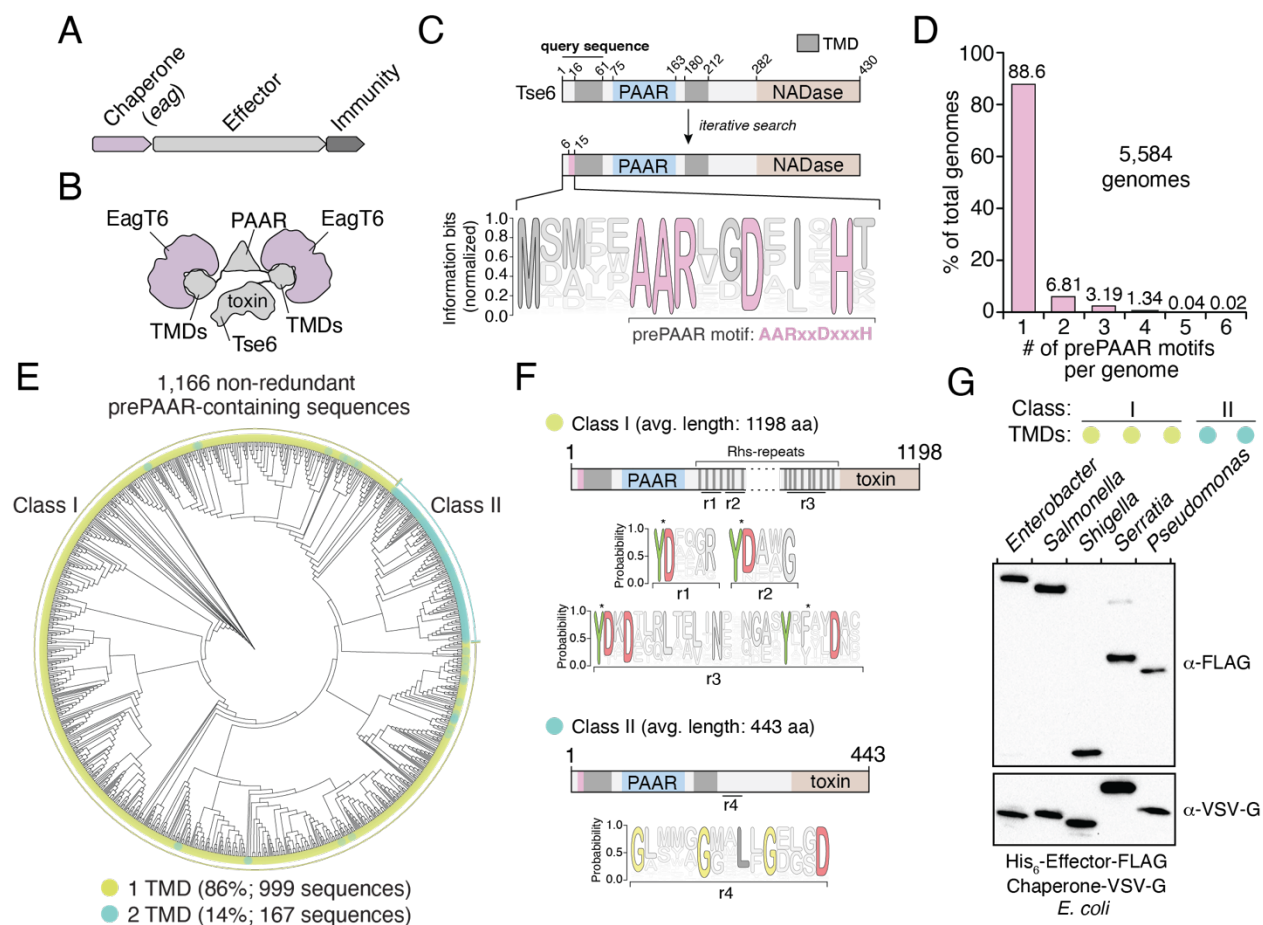 A
Chaperone
(eag)
Effector
Immunity
B
EagT6
PAAR
EagT6
toxin
TMDs
TMDs
Tse6
C
TMD
query sequence
1 16 61 75 163 180 212 282 430
Tse6
PAAR
NADase
iterative search
6 15
PAAR
NADase
Information bits
(normalized)
1.0
0.8
0.6
0.4
0.2
0.0
prePAAR motif: AARxxDxxxH
D
% of total genomes
100
80
60
40
20
0
88.6
6.81
3.19
1.34
0.04
0.02
5,584
genomes
1 2 3 4 5 6
# of prePAAR motifs
per genome
E
1,166 non-redundant
prePAAR-containing sequences
Class I
Class II
1 TMD (86%; 999 sequences)
2 TMD (14%; 167 sequences)
F
Class I (avg. length: 1198 aa)
Rhs-repeats
1
1198
PAAR
toxin
r1 r2 r3
Probability
1.0
0.5
0.0
* *
r1
r2
Probability
1.0
0.5
0.0
* *
r3
Class II (avg. length: 443 aa)
1
443
PAAR
toxin
r4
Probability
1.0
0.5
0.0
r4
G
Class: I II
TMDs:
Enterobacter
Salmonella
Shigella
Serratia
Pseudomonas
α-FLAG
α-VSV-G
His6-Effector-FLAG
Chaperone-VSV-G
E. coli